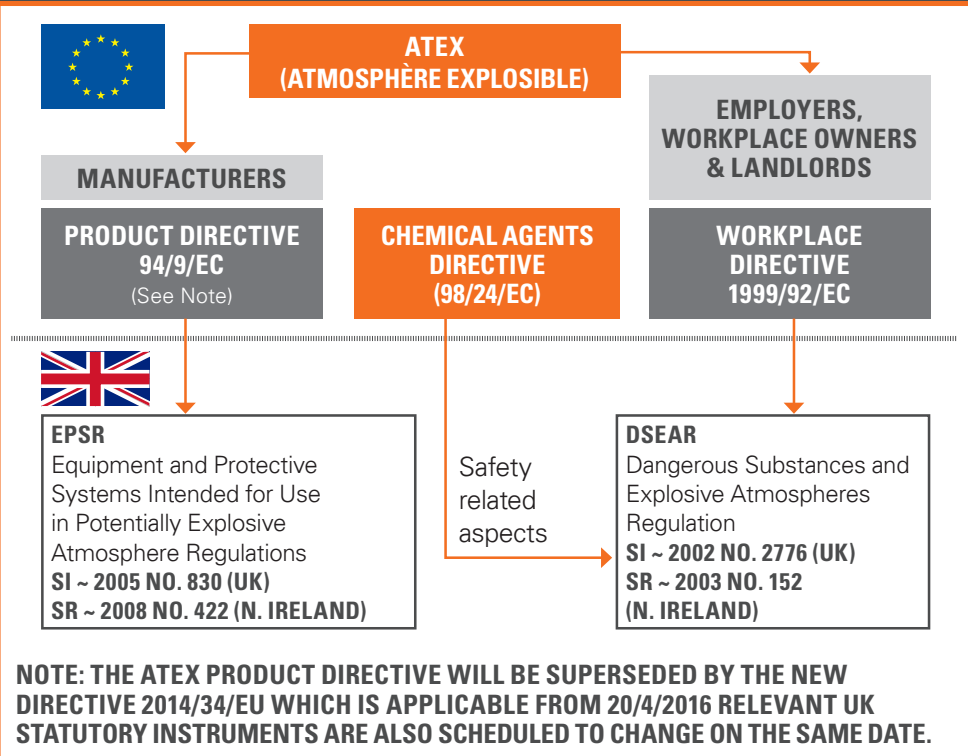 ATEX
(ATMOSPHÈRE EXPLOSIBLE)
MANUFACTURERS
EMPLOYERS,
WORKPLACE OWNERS
& LANDLORDS
PRODUCT DIRECTIVE
94/9/EC
(See Note)
CHEMICAL AGENTS
DIRECTIVE
(98/24/EC)
WORKPLACE
DIRECTIVE
1999/92/EC
EPSR
Equipment and Protective
Systems Intended for Use
in Potentially Explosive
Atmosphere Regulations
SI ~ 2005 NO. 830 (UK)
SR ~ 2008 NO. 422 (N. IRELAND)
Safety
related
aspects
DSEAR
Dangerous Substances and
Explosive Atmospheres
Regulation
SI ~ 2002 NO. 2776 (UK)
SR ~ 2003 NO. 152
(N. IRELAND)
NOTE: THE ATEX PRODUCT DIRECTIVE WILL BE SUPERSEDED BY THE NEW
DIRECTIVE 2014/34/EU WHICH IS APPLICABLE FROM 20/4/2016 RELEVANT UK
STATUTORY INSTRUMENTS ARE ALSO SCHEDULED TO CHANGE ON THE SAME DATE.